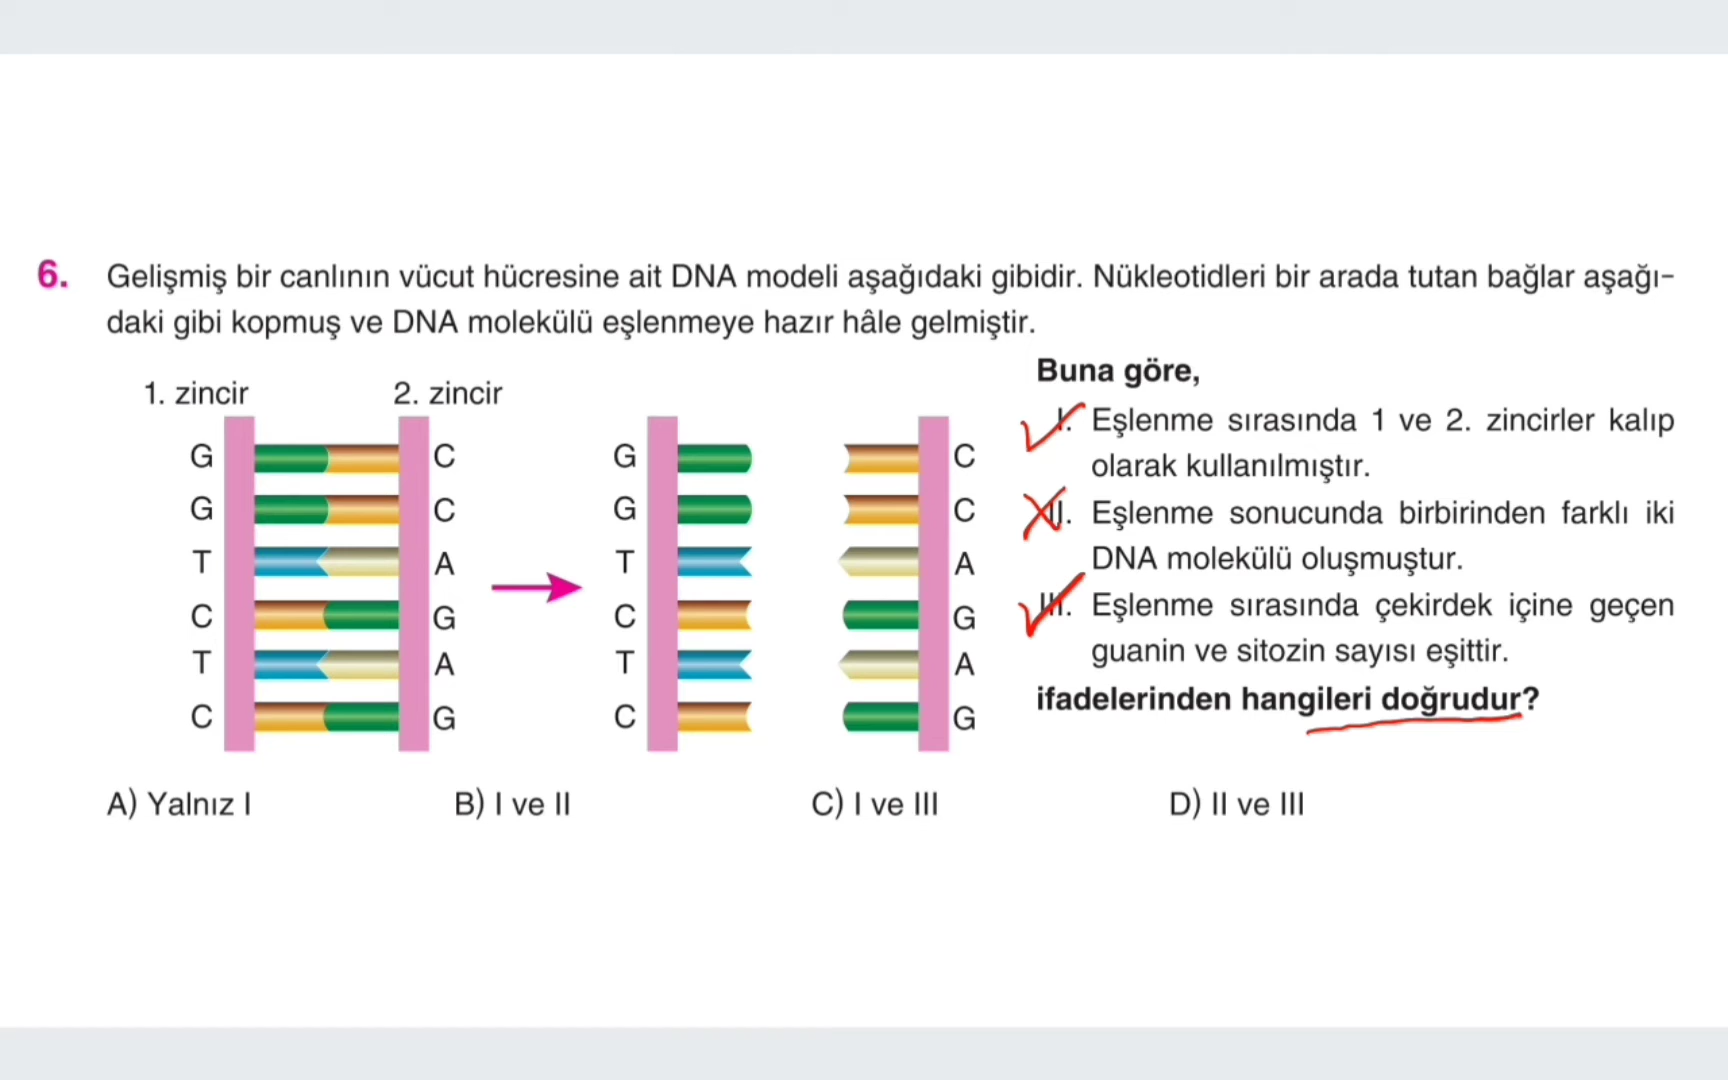 6. Gelişmiş bir canlının vücut hücresine ait DNA modeli aşağıdaki gibidir. Nükleotidleri bir arada tutan bağlar aşağı-
daki gibi kopmuş ve DNA molekülü eşlenmeye hazır hâle gelmiştir.
1. zincir 2. zincir
G C G C
G C G C
T A T A
C G C G
T A T A
C G C G
Buna göre,
I. Eşlenme sırasında 1 ve 2. zincirler kalıp
olarak kullanılmıştır.
II. Eşlenme sonucunda birbirinden farklı iki
DNA molekülü oluşmuştur.
III. Eşlenme sırasında çekirdek içine geçen
guanin ve sitozin sayısı eşittir.
ifadelerinden hangileri doğrudur?
A) Yalnız I B) I ve II C) I ve III D) II ve III